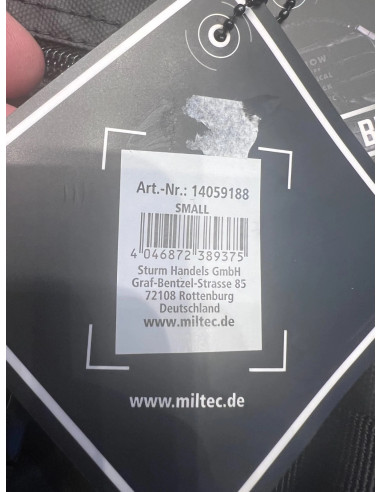 Art.-Nr.: 14059188
SMALL
4 046872 389375
Sturm Handels GmbH
Graf-Bentzel-Strasse 85
72108 Rottenburg
Deutschland
www.miltec.de
www.miltec.de